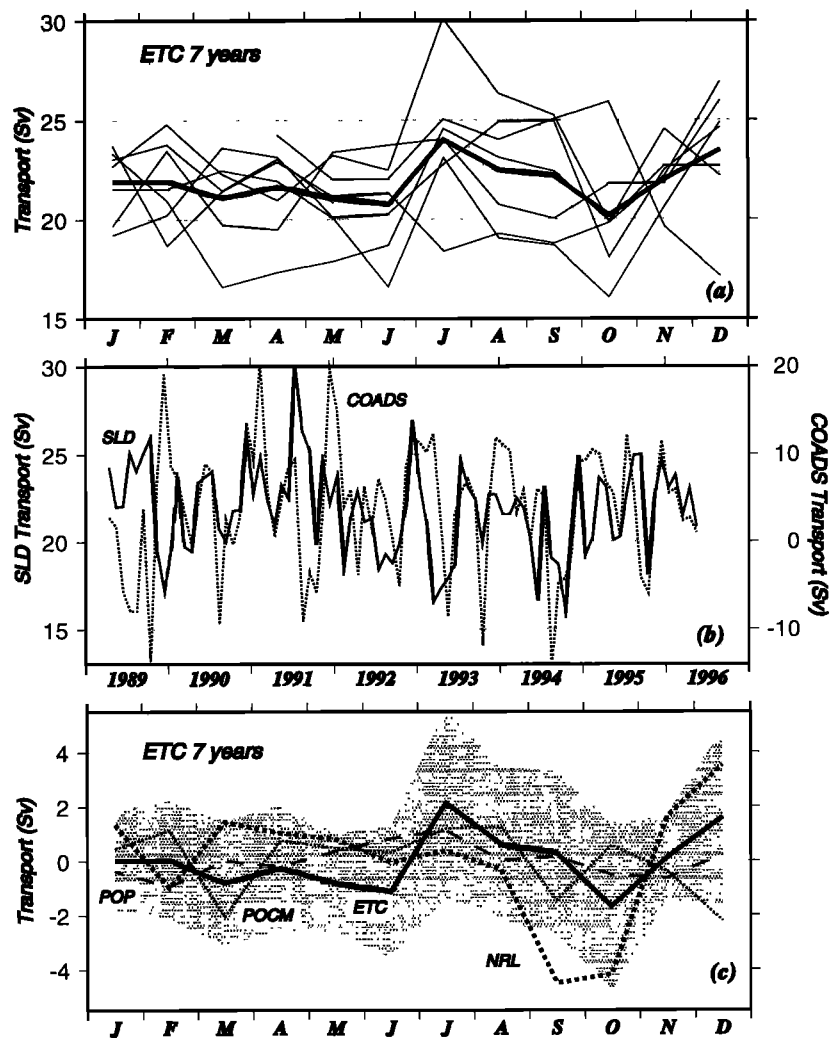 30
ETC 7 years
25
Transport (Sv)
20
15
(a)
J F M A M J J A S O N D
30
20
COADS
SLD
25
10
SLD Transport (Sv)
COADS Transport (Sv)
20
0
15
-10
(b)
1989 1990 1991 1992 1993 1994 1995 1996
ETC 7 years
4
2
Transport (Sv)
0
POP
POCM
ETC
-2
NRL
-4
(c)
J F M A M J J A S O N D